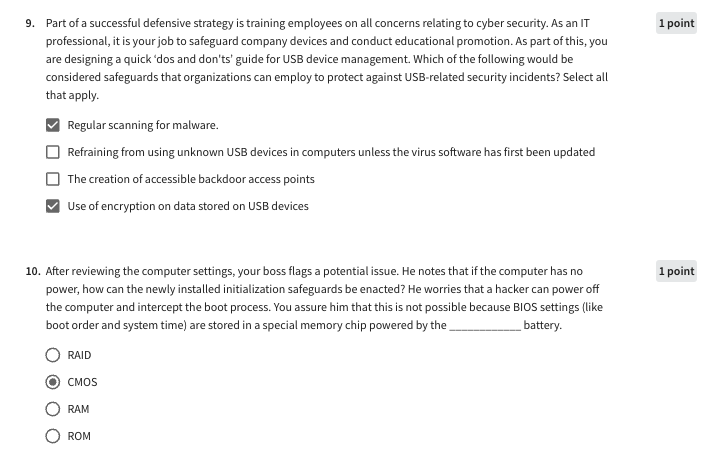 9. Part of a successful defensive strategy is training employees on all concerns relating to cyber security. As an IT 1 point
professional, it is your job to safeguard company devices and conduct educational promotion. As part of this, you
are designing a quick ‘dos and don’ts’ guide for USB device management. Which of the following would be
considered safeguards that organizations can employ to protect against USB-related security incidents? Select all
that apply.
Regular scanning for malware.
Refraining from using unknown USB devices in computers unless the virus software has first been updated
The creation of accessible backdoor access points
Use of encryption on data stored on USB devices
10. After reviewing the computer settings, your boss flags a potential issue. He notes that if the computer has no 1 point
power, how can the newly installed initialization safeguards be enacted? He worries that a hacker can power off
the computer and intercept the boot process. You assure him that this is not possible because BIOS settings (like
boot order and system time) are stored in a special memory chip powered by the ____________ battery.
RAID
CMOS
RAM
ROM